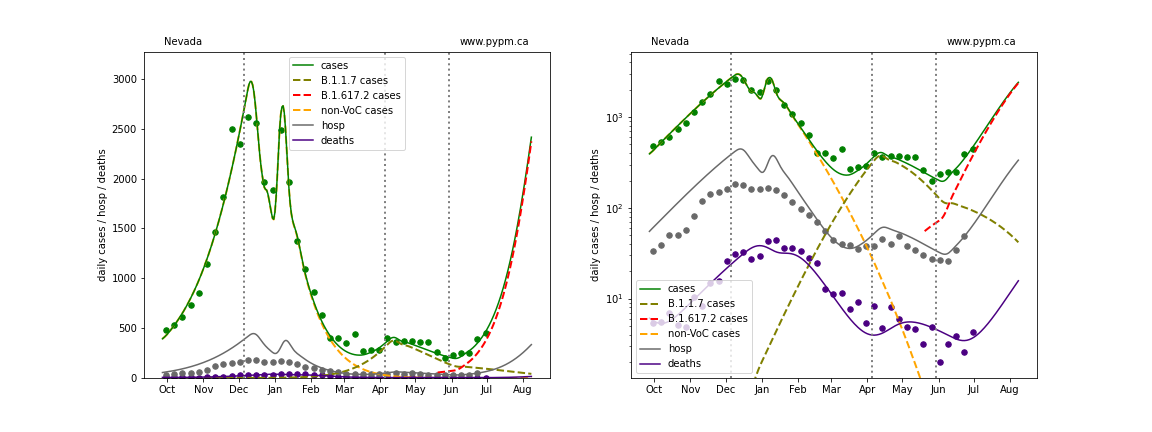 Nevada www.pypm.ca
daily cases / hosp / deaths
3000
2500
2000
1500
1000
500
0
cases
B.1.1.7 cases
B.1.617.2 cases
non-VoC cases
hosp
deaths
Oct Nov Dec Jan Feb Mar Apr May Jun Jul Aug
Nevada www.pypm.ca
daily cases / hosp / deaths
10³
10²
10¹
cases
B.1.1.7 cases
B.1.617.2 cases
non-VoC cases
hosp
deaths
Oct Nov Dec Jan Feb Mar Apr May Jun Jul Aug